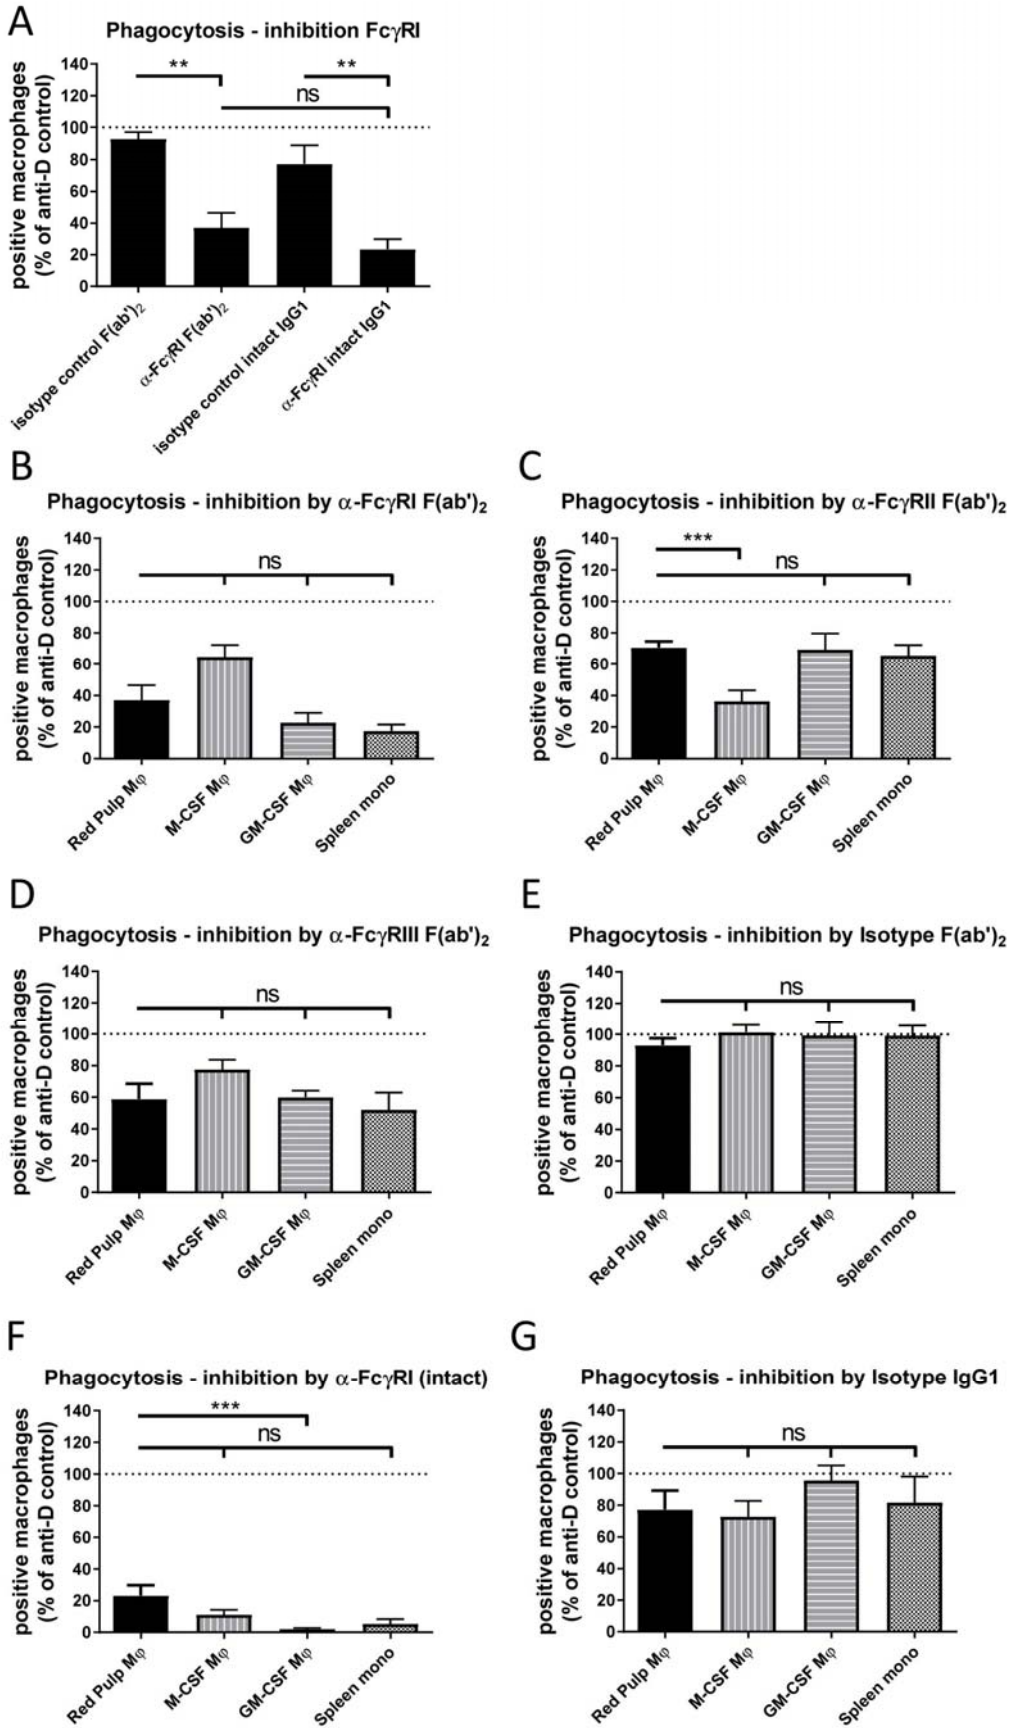 A
Phagocytosis - inhibition FcγRI
positive macrophages
(% of anti-D control)
140
120
100
80
60
40
20
0
**
**
ns
isotype control F(ab')2
α-FcγRI F(ab')2
isotype control intact IgG1
α-FcγRI intact IgG1
B
Phagocytosis - inhibition by α-FcγRI F(ab')2
positive macrophages
(% of anti-D control)
140
120
100
80
60
40
20
0
ns
Red Pulp Mφ
M-CSF Mφ
GM-CSF Mφ
Spleen mono
C
Phagocytosis - inhibition by α-FcγRII F(ab')2
positive macrophages
(% of anti-D control)
140
120
100
80
60
40
20
0
***
ns
Red Pulp Mφ
M-CSF Mφ
GM-CSF Mφ
Spleen mono
D
Phagocytosis - inhibition by α-FcγRIII F(ab')2
positive macrophages
(% of anti-D control)
140
120
100
80
60
40
20
0
ns
Red Pulp Mφ
M-CSF Mφ
GM-CSF Mφ
Spleen mono
E
Phagocytosis - inhibition by Isotype F(ab')2
positive macrophages
(% of anti-D control)
140
120
100
80
60
40
20
0
ns
Red Pulp Mφ
M-CSF Mφ
GM-CSF Mφ
Spleen mono
F
Phagocytosis - inhibition by α-FcγRI (intact)
positive macrophages
(% of anti-D control)
140
120
100
80
60
40
20
0
***
ns
Red Pulp Mφ
M-CSF Mφ
GM-CSF Mφ
Spleen mono
G
Phagocytosis - inhibition by Isotype IgG1
positive macrophages
(% of anti-D control)
140
120
100
80
60
40
20
0
ns
Red Pulp Mφ
M-CSF Mφ
GM-CSF Mφ
Spleen mono